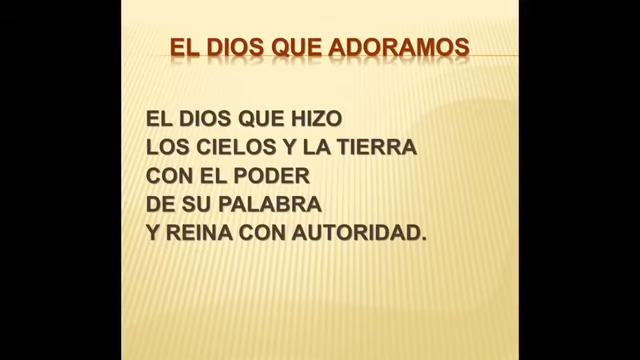 EL DIOS QUE ADORAMOS
EL DIOS QUE HIZO
LOS CIELOS Y LA TIERRA
CON EL PODER
DE SU PALABRA
Y REINA CON AUTORIDAD.